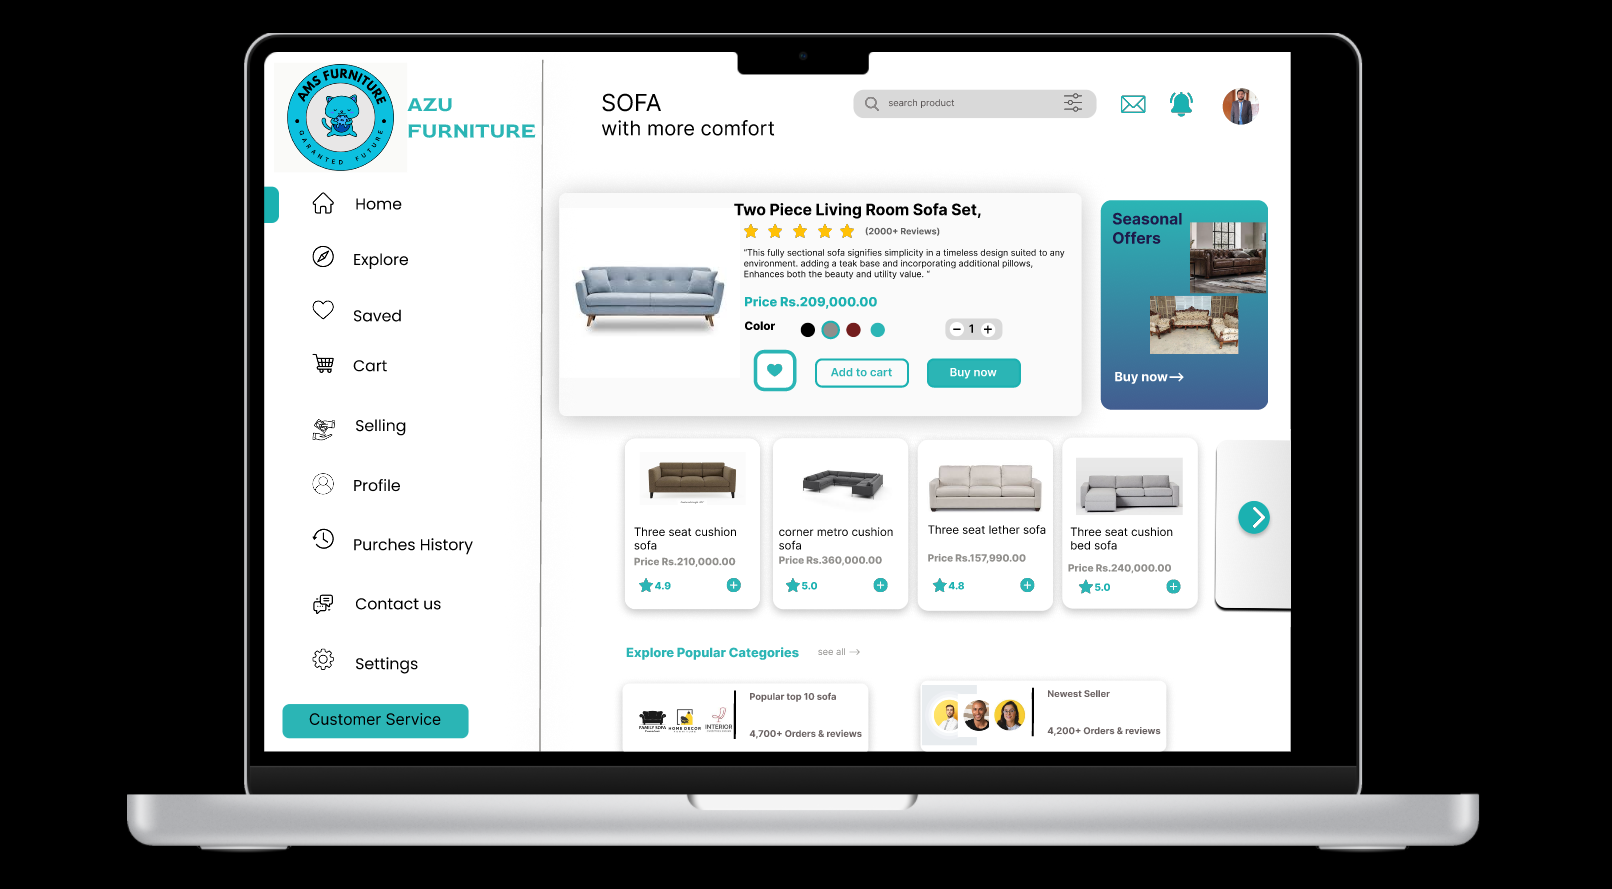 AMS FURNITURE
GARANTED FUTURE
AZU
FURNITURE
SOFA
with more comfort
search product
Home
Explore
Saved
Cart
Selling
Profile
Purches History
Contact us
Settings
Customer Service
Two Piece Living Room Sofa Set,
(2000+ Reviews)
"This fully sectional sofa signifies simplicity in a timeless design suited to any
environment. adding a teak base and incorporating additional pillows,
Enhances both the beauty and utility value. "
Price Rs.209,000.00
Color
1
Add to cart
Buy now
Seasonal
Offers
Buy now
Three seat cushion
sofa
Price Rs.210,000.00
4.9
corner metro cushion
sofa
Price Rs.360,000.00
5.0
Three seat lether sofa
Price Rs.157,990.00
4.8
Three seat cushion
bed sofa
Price Rs.240,000.00
5.0
Explore Popular Categories
see all
FAMILY SOFA
HOME DECOR
INTERIOR
Popular top 10 sofa
4,700+ Orders & reviews
Newest Seller
4,200+ Orders & reviews